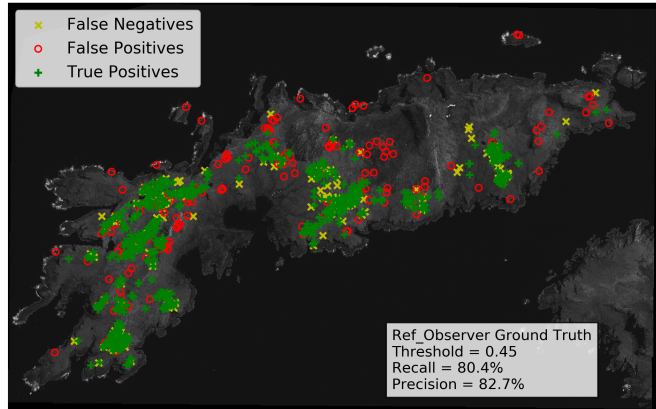 False Negatives
False Positives
True Positives
Ref_Observer Ground Truth
Threshold = 0.45
Recall = 80.4%
Precision = 82.7%